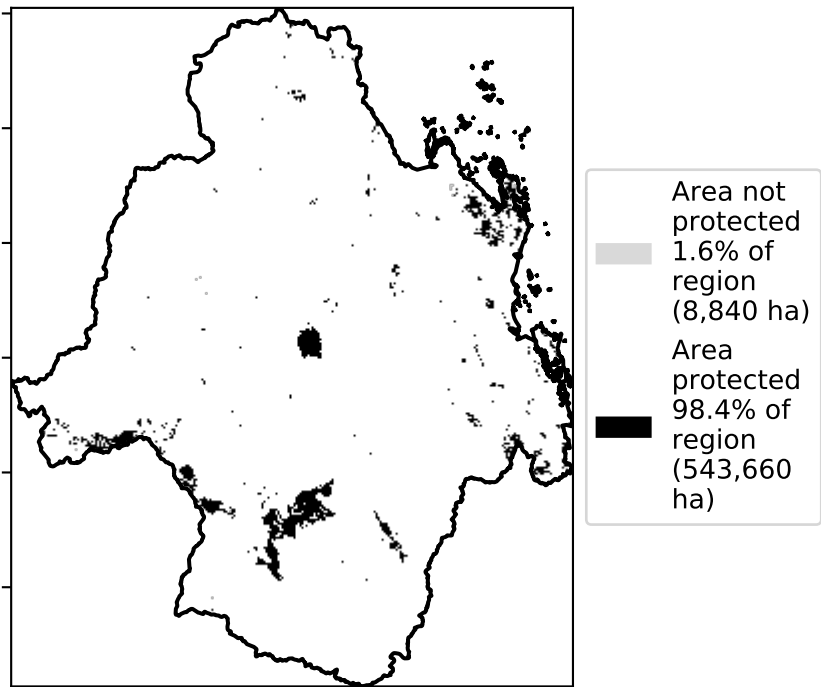 Area not
protected
1.6% of
region
(8,840 ha)
Area
protected
98.4% of
region
(543,660
ha)